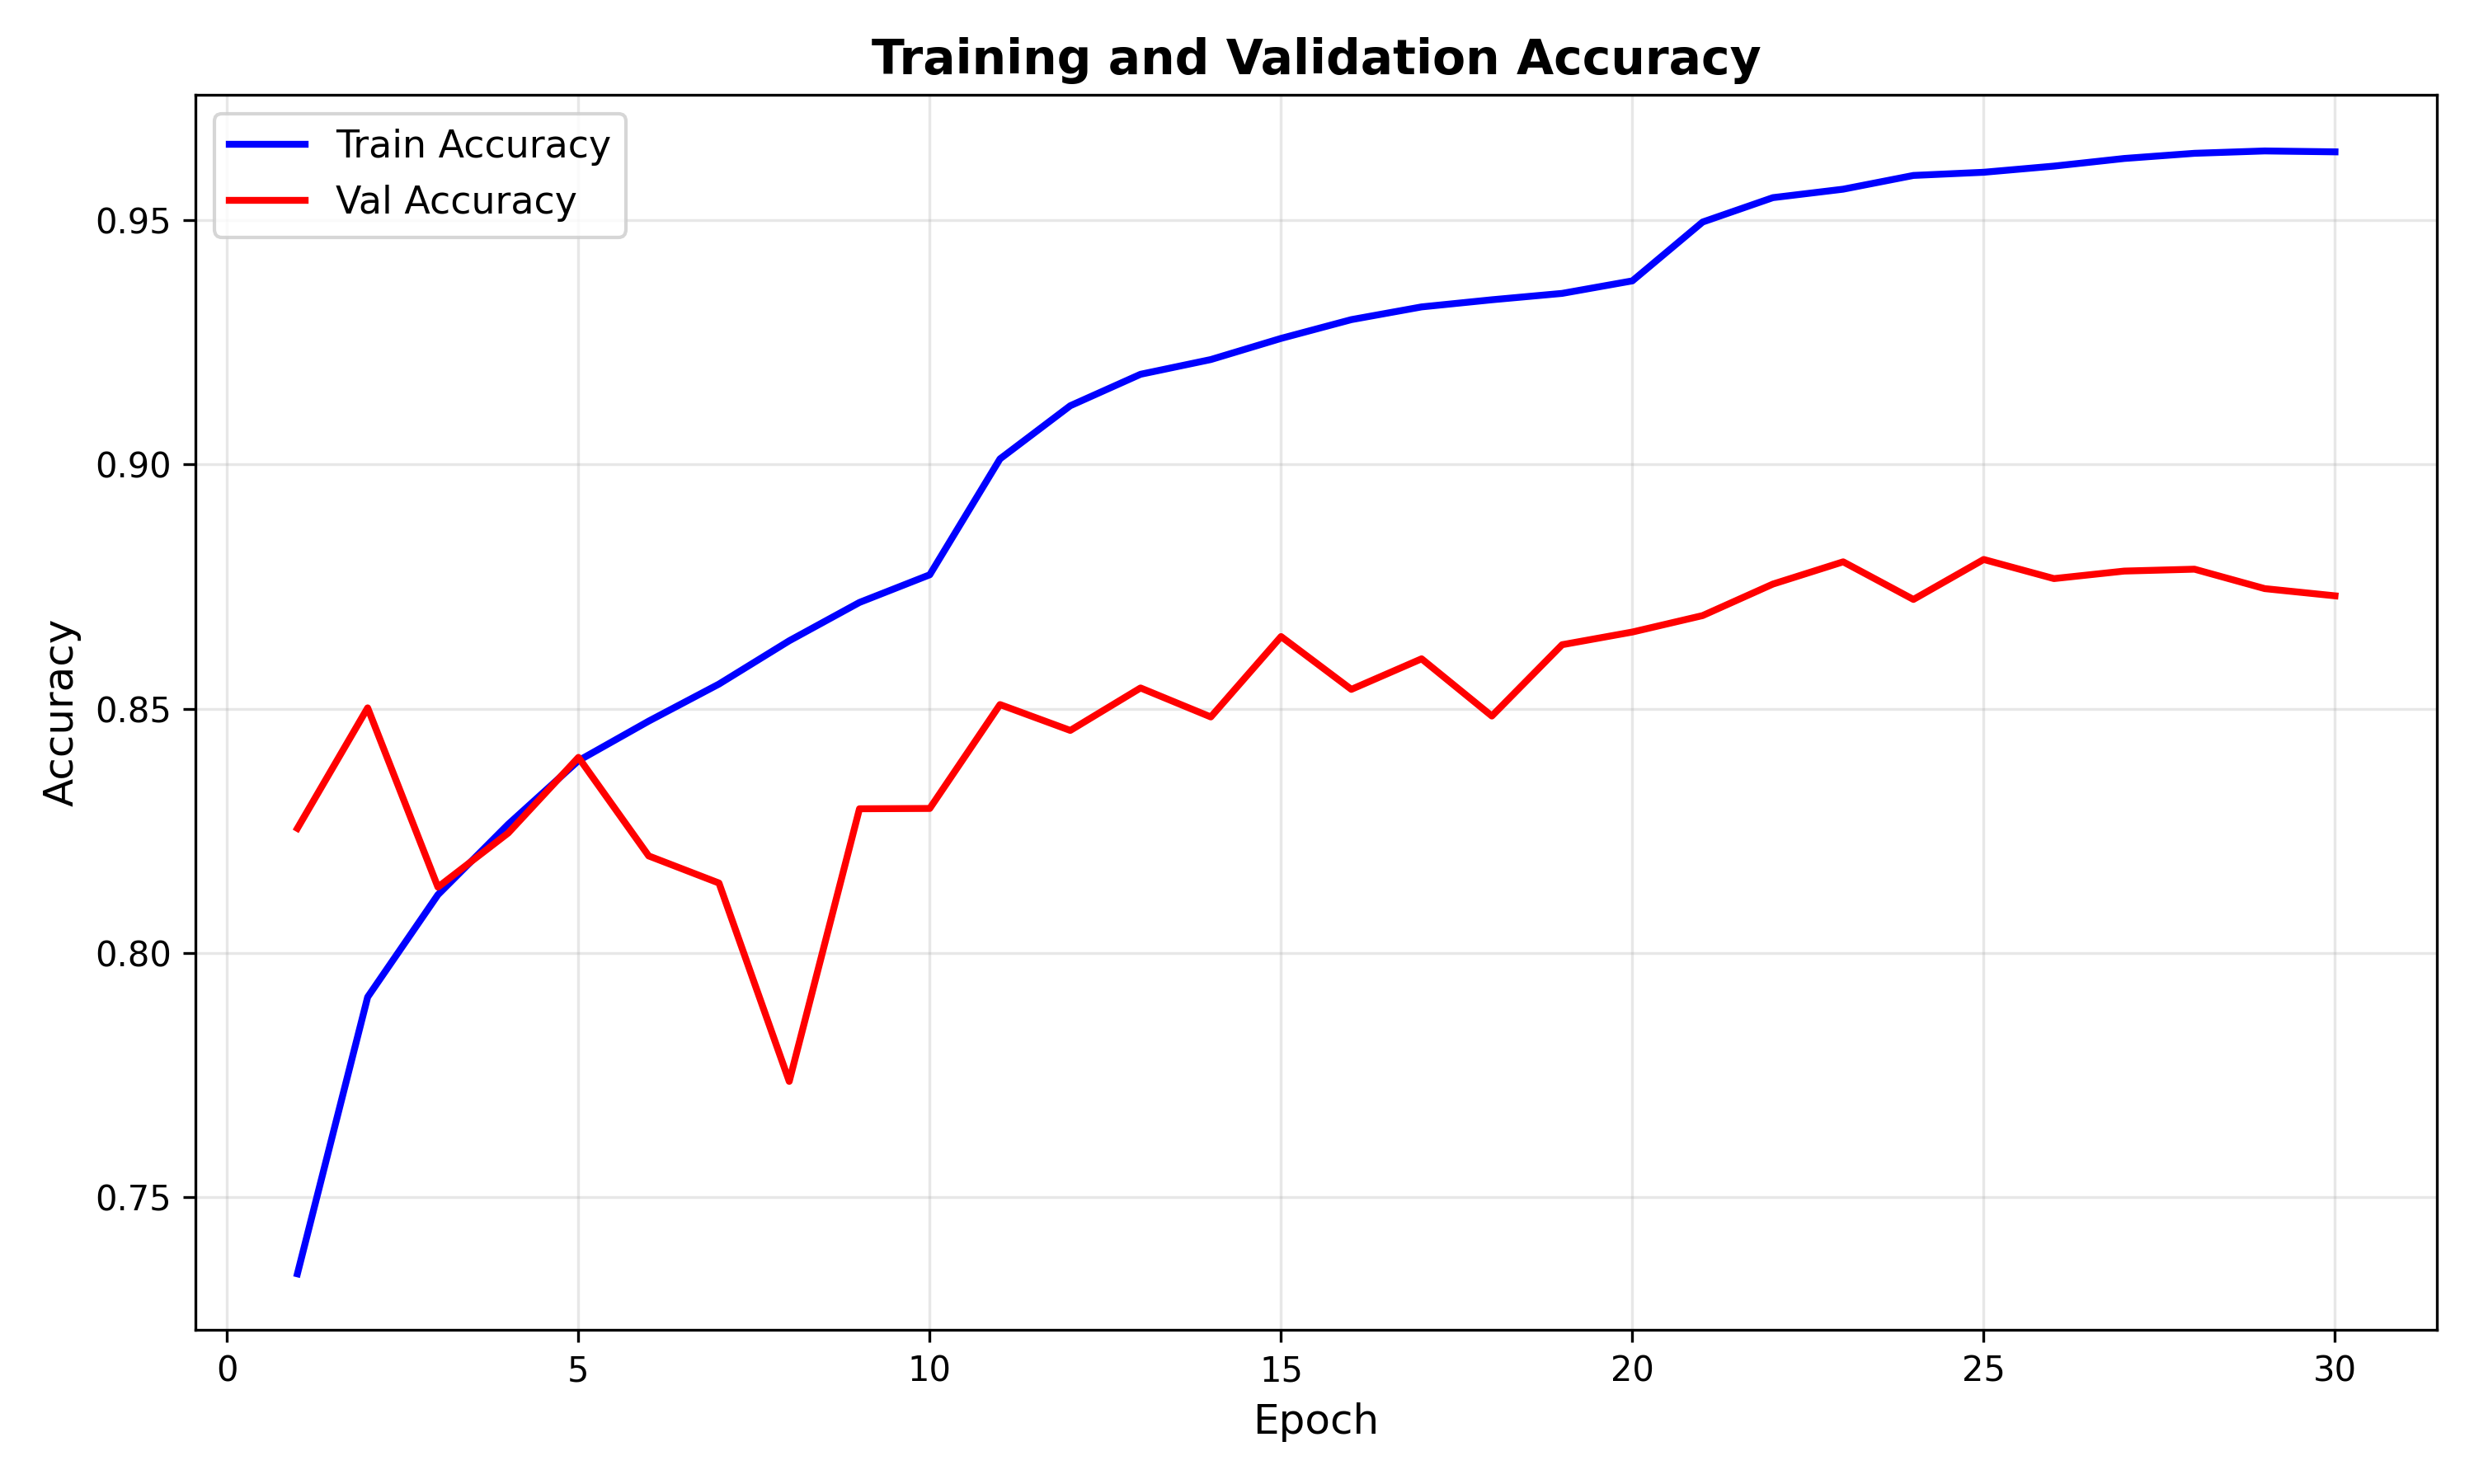 Training and Validation Accuracy
Train Accuracy
Val Accuracy
0.95
0.90
0.85
0.80
0.75
Accuracy
0 5 10 15 20 25 30
Epoch